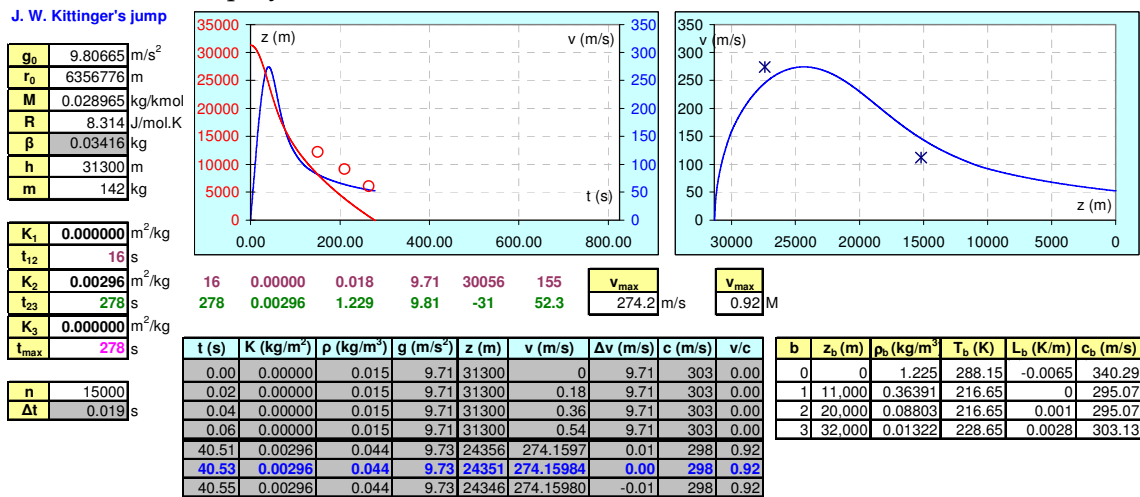 J. W. Kittinger's jump
g0 9.80665 m/s²
r0 6356776 m
M 0.028965 kg/kmol
R 8.314 J/mol.K
β 0.03416 kg
h 31300 m
m 142 kg
K1 0.000000 m²/kg
t12 16 s
K2 0.00296 m²/kg
t23 278 s
K3 0.000000 m²/kg
tmax 278 s
n 15000
Δt 0.019 s
z (m) v (m/s)
35000 350
30000 300
25000 250
20000 200
15000 150
10000 100
5000 50
0 0
t (s)
0.00 200.00 400.00 600.00 800.00
v (m/s)
350
300
250
200
150
100
50
0
z (m)
30000 25000 20000 15000 10000 5000 0
16 0.00000 0.018 9.71 30056 155
278 0.00296 1.229 9.81 -31 52.3
vmax
274.2 m/s
vmax
0.92 M
t (s) K (kg/m²) ρ (kg/m³) g (m/s²) z (m) v (m/s) Δv (m/s) c (m/s) v/c
0.00 0.00000 0.015 9.71 31300 0 9.71 303 0.00
0.02 0.00000 0.015 9.71 31300 0.18 9.71 303 0.00
0.04 0.00000 0.015 9.71 31300 0.36 9.71 303 0.00
0.06 0.00000 0.015 9.71 31300 0.54 9.71 303 0.00
40.51 0.00296 0.044 9.73 24356 274.1597 0.01 298 0.92
40.53 0.00296 0.044 9.73 24351 274.15984 0.00 298 0.92
40.55 0.00296 0.044 9.73 24346 274.15980 -0.01 298 0.92
b zb (m) ρb (kg/m³ Tb (K) Lb (K/m) cb (m/s)
0 0 1.225 288.15 -0.0065 340.29
1 11,000 0.36391 216.65 0 295.07
2 20,000 0.08803 216.65 0.001 295.07
3 32,000 0.01322 228.65 0.0028 303.13